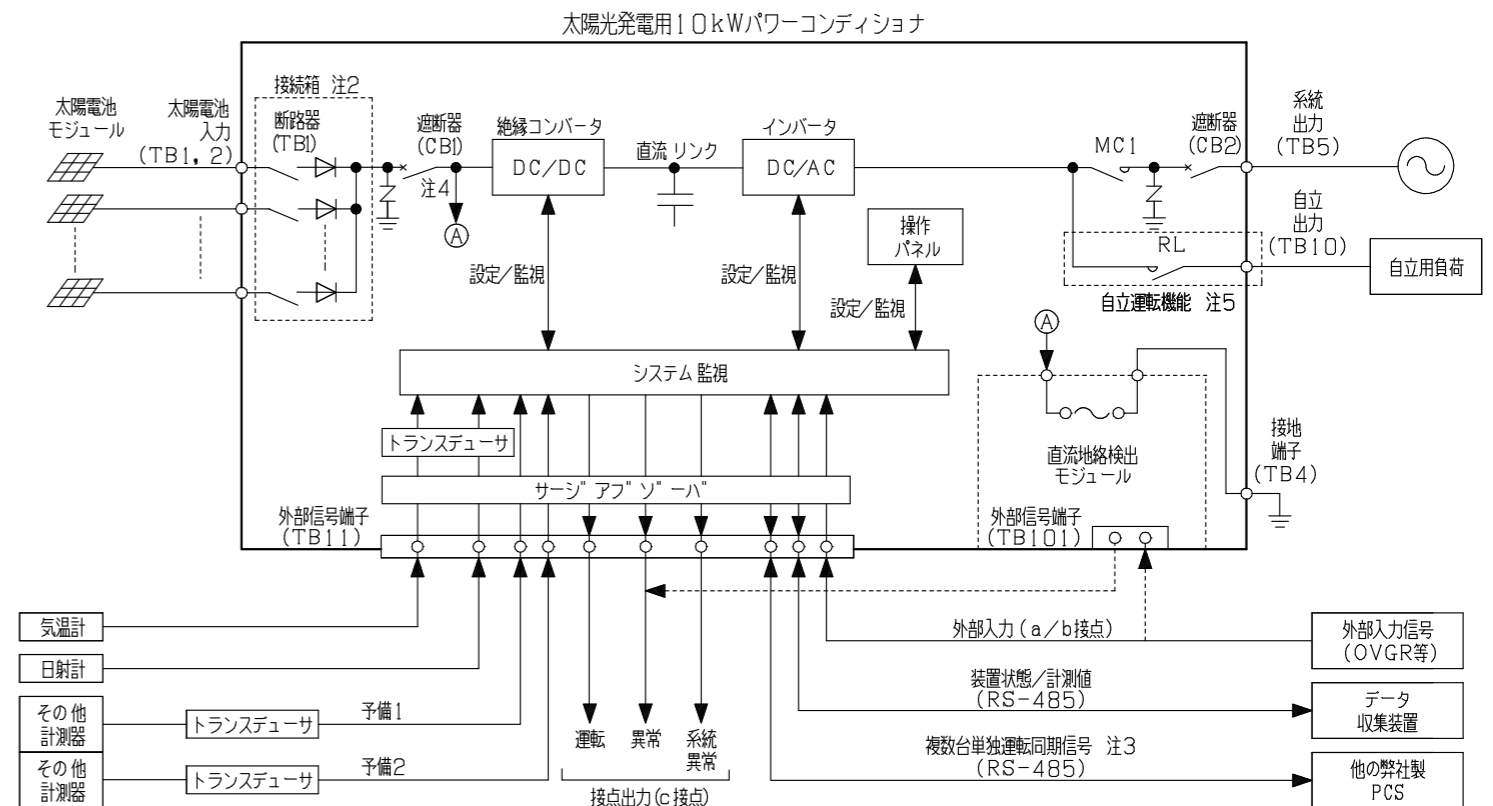 太陽光発電用10kWパワーコンディショナ
接続箱 注2
太陽電池
モジュール
太陽電池
入力
(TB1,2)
断路器
(TB1)
遮断器
(CB1)
注4
絶縁コンバータ
DC/DC
直流 リンク
インバータ
DC/AC
MC1
遮断器
(CB2)
系統
出力
(TB5)
自立
出力
(TB10)
RL
自立用負荷
自立運転機能 注5
A
操作
パネル
設定/監視
設定/監視
設定/監視
A
システム 監視
トランスデューサ
サージ アブ ソ ーバ
直流地絡検出
モジュール
接地
端子
(TB4)
外部信号端子
(TB11)
外部信号端子
(TB101)
気温計
日射計
その他
計測器
トランスデューサ
予備1
その他
計測器
トランスデューサ
予備2
運転
異常
系統
異常
接点出力(c接点)
外部入力(a/b接点)
外部入力信号
(OVGR等)
装置状態/計測値
(RS-485)
データ
収集装置
複数台単独運転同期信号 注3
(RS-485)
他の弊社製
PCS